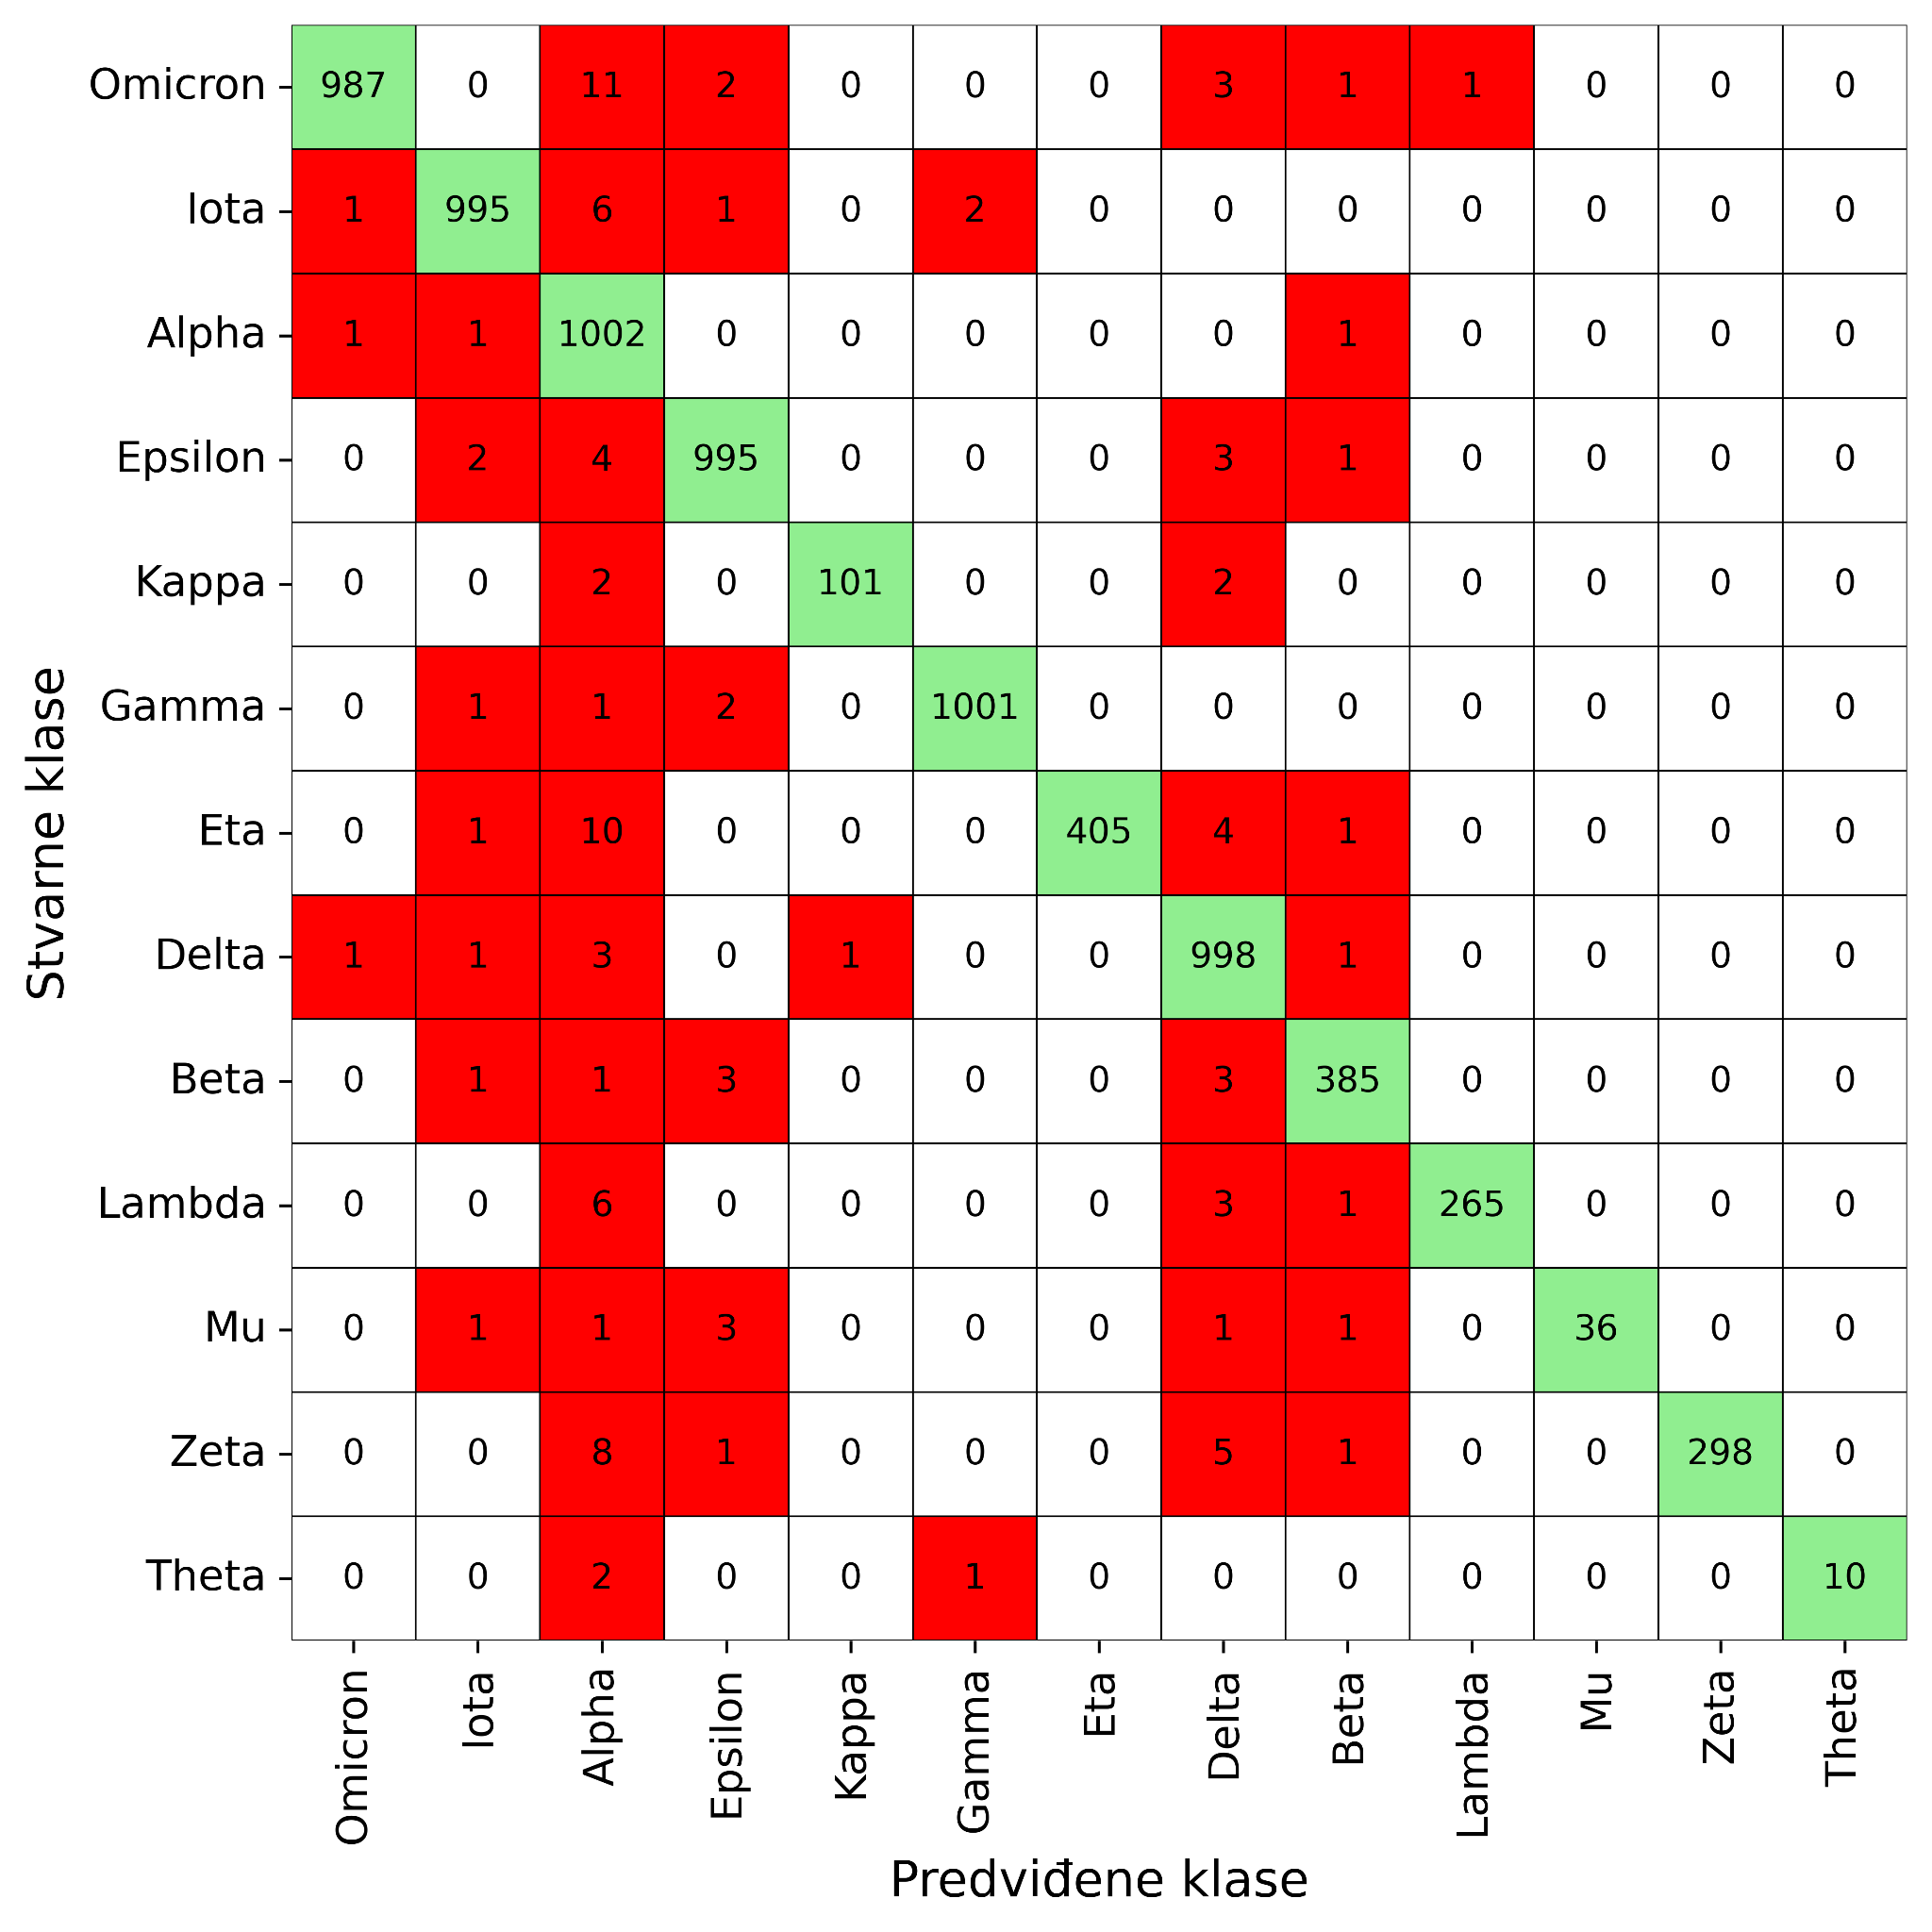 Stvarne klase
Omicron 987 0 11 2 0 0 0 3 1 1 0 0 0
Iota 1 995 6 1 0 2 0 0 0 0 0 0 0
Alpha 1 1 1002 0 0 0 0 0 1 0 0 0 0
Epsilon 0 2 4 995 0 0 0 3 1 0 0 0 0
Kappa 0 0 2 0 101 0 0 2 0 0 0 0 0
Gamma 0 1 1 2 0 1001 0 0 0 0 0 0 0
Eta 0 1 10 0 0 0 405 4 1 0 0 0 0
Delta 1 1 3 0 1 0 0 998 1 0 0 0 0
Beta 0 1 1 3 0 0 0 3 385 0 0 0 0
Lambda 0 0 6 0 0 0 0 3 1 265 0 0 0
Mu 0 1 1 3 0 0 0 1 1 0 36 0 0
Zeta 0 0 8 1 0 0 0 5 1 0 0 298 0
Theta 0 0 2 0 0 1 0 0 0 0 0 0 10
Omicron Iota Alpha Epsilon Kappa Gamma Eta Delta Beta Lambda Mu Zeta Theta
Predviđene klase